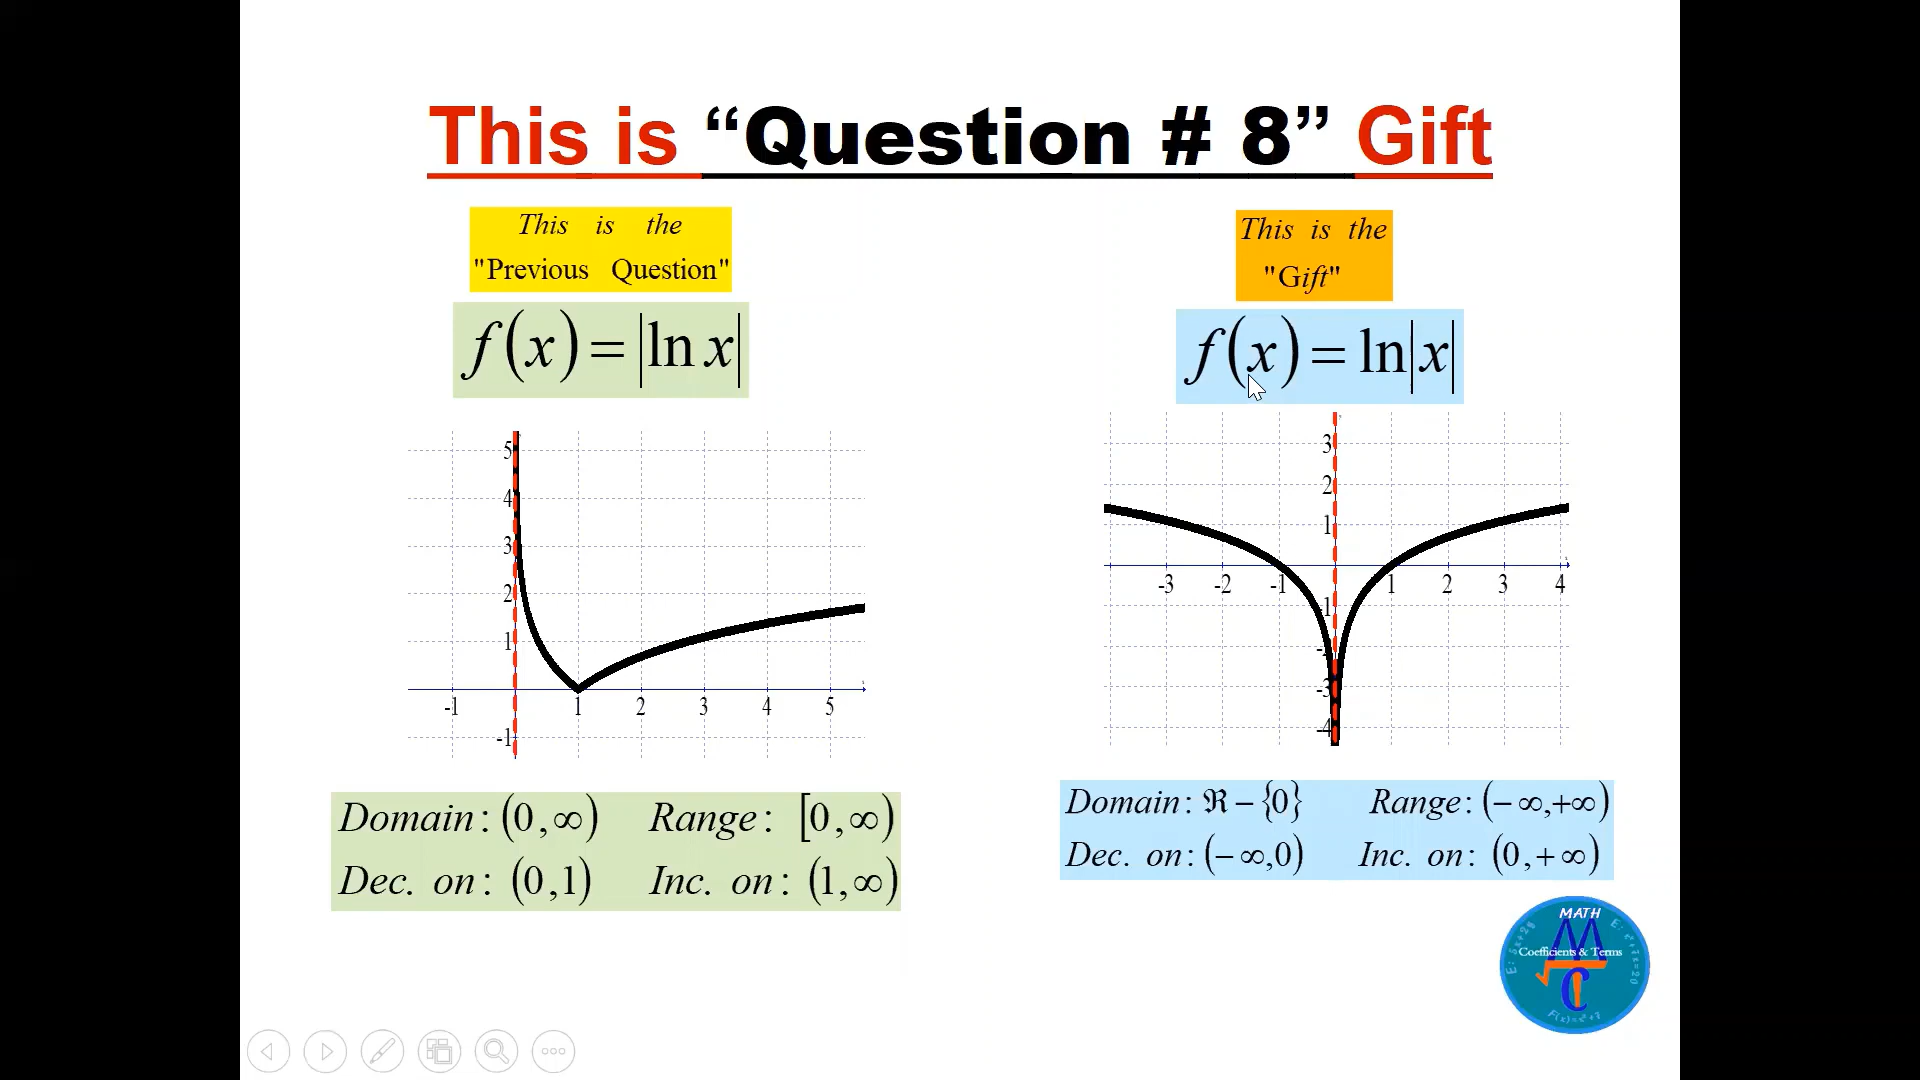 This is “Question # 8” Gift
This is the
"Previous Question"
f(x) = |ln x|
5
4
3
2
1
-1 1 2 3 4 5
-1
Domain: (0,∞) Range: [0,∞)
Dec. on: (0,1) Inc. on: (1,∞)
This is the
"Gift"
f(x) = ln|x|
3
2
1
-3 -2 -1 1 2 3 4
-1
-3
-4
Domain: ℜ – {0} Range: (– ∞,+∞)
Dec. on: (– ∞,0) Inc. on: (0,+ ∞)
MATH
Coefficients & Terms